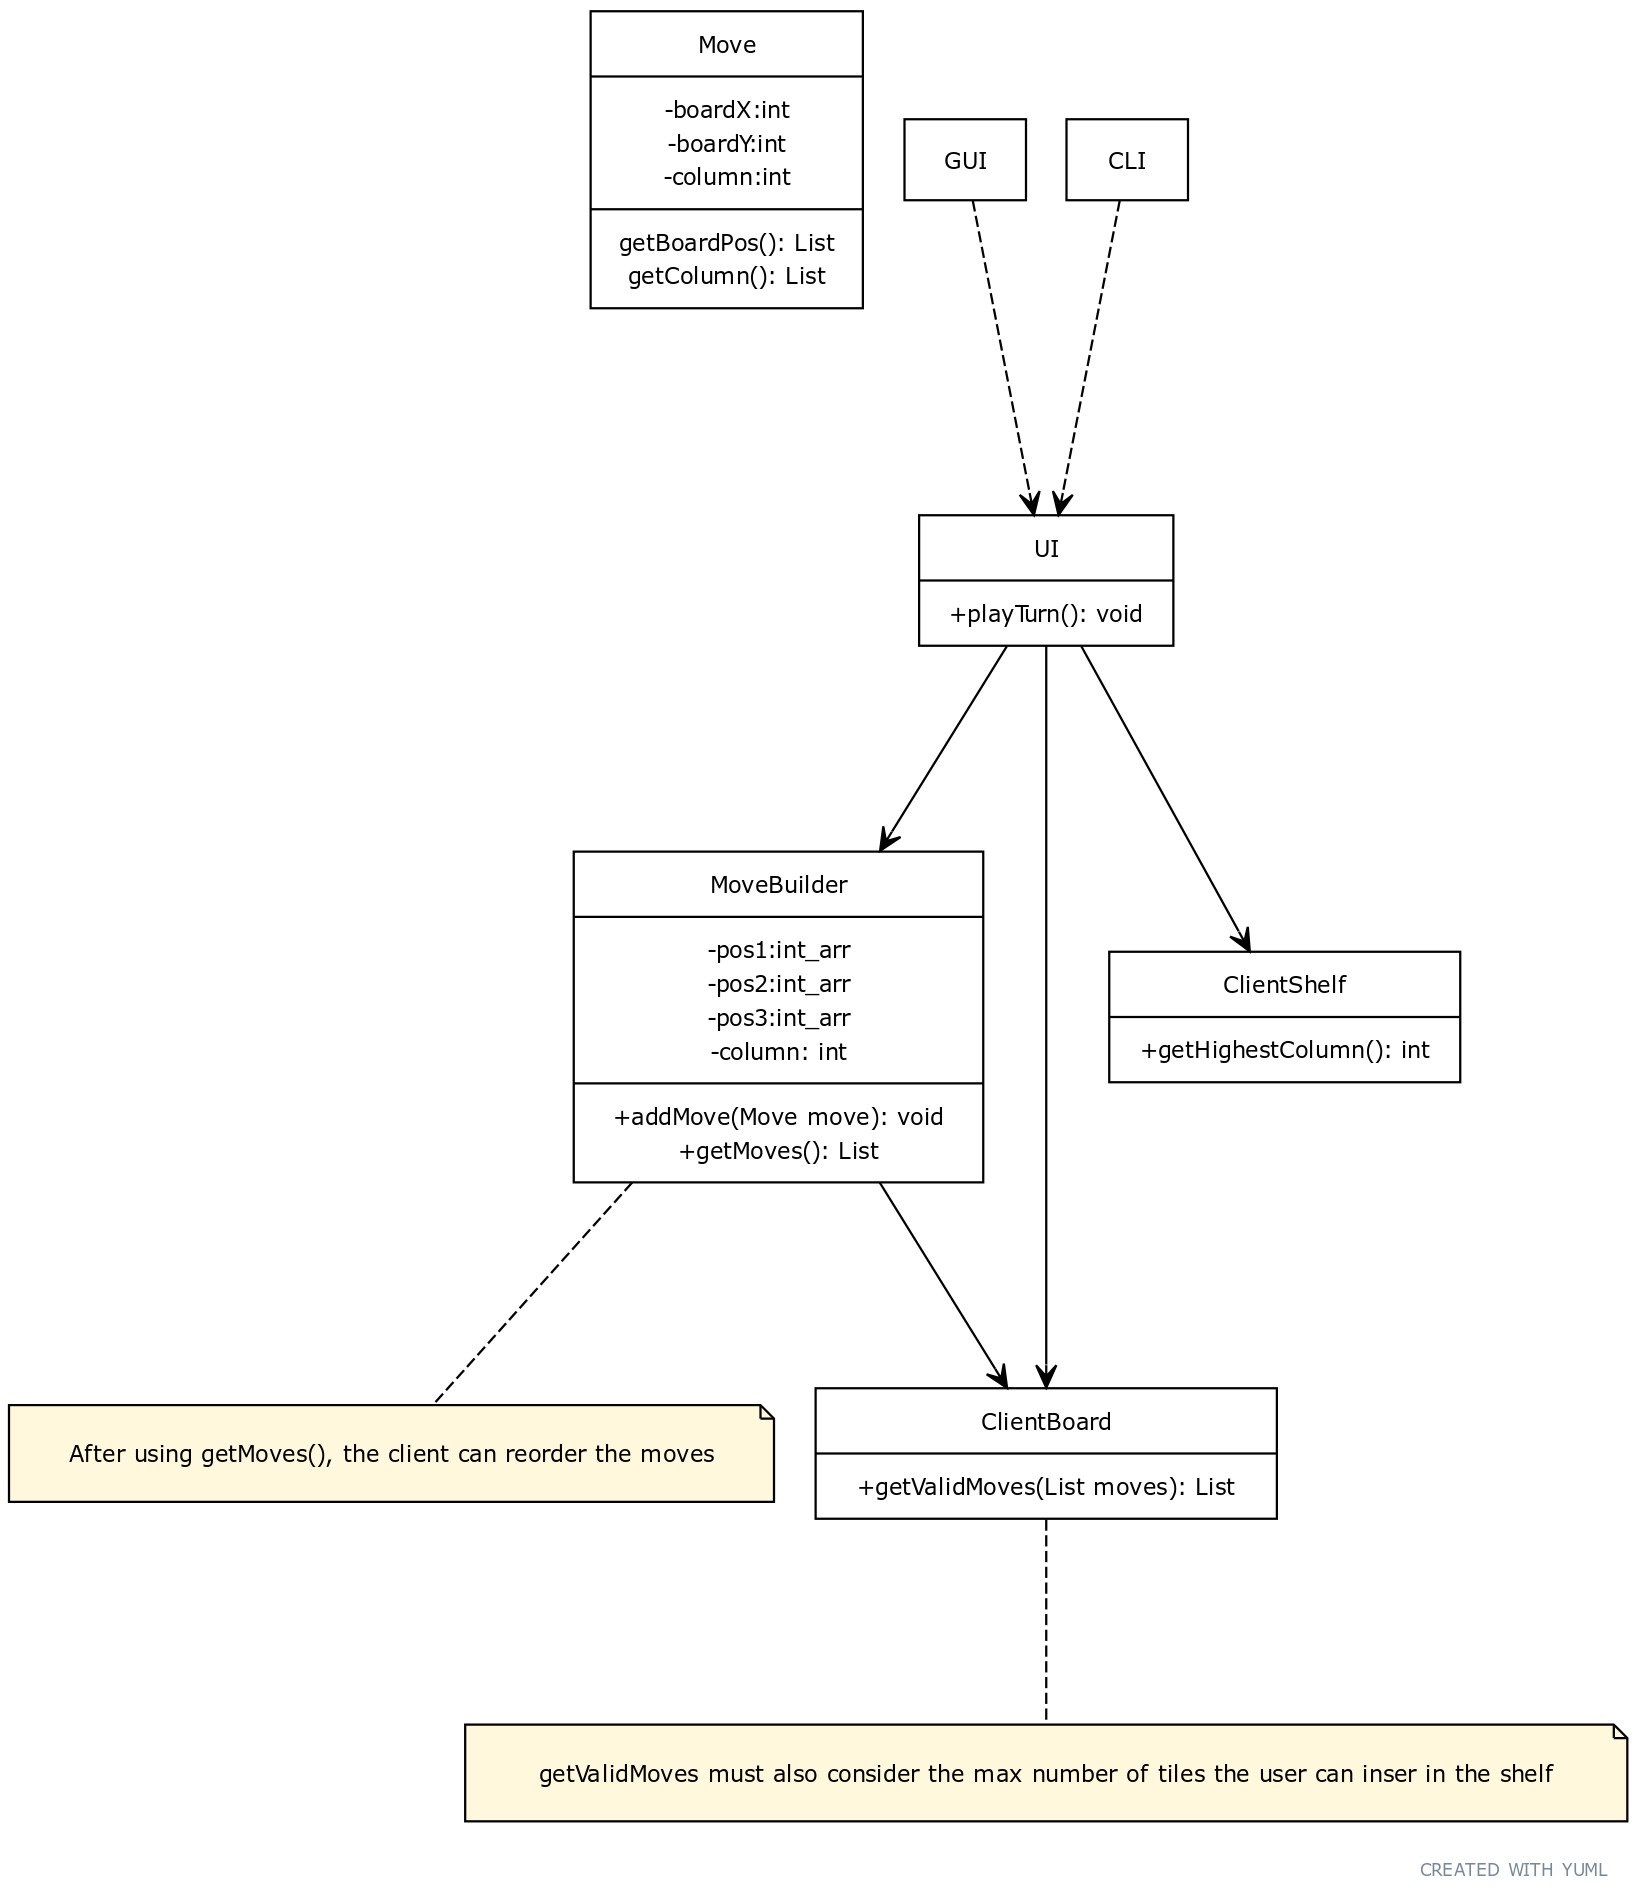 Move
-boardX:int
-boardY:int
-column:int
getBoardPos(): List
getColumn(): List
GUI
CLI
UI
+playTurn(): void
MoveBuilder
-pos1:int_arr
-pos2:int_arr
-pos3:int_arr
-column: int
+addMove(Move move): void
+getMoves(): List
ClientShelf
+getHighestColumn(): int
After using getMoves(), the client can reorder the moves
ClientBoard
+getValidMoves(List moves): List
getValidMoves must also consider the max number of tiles the user can inser in the shelf
CREATED WITH YUML